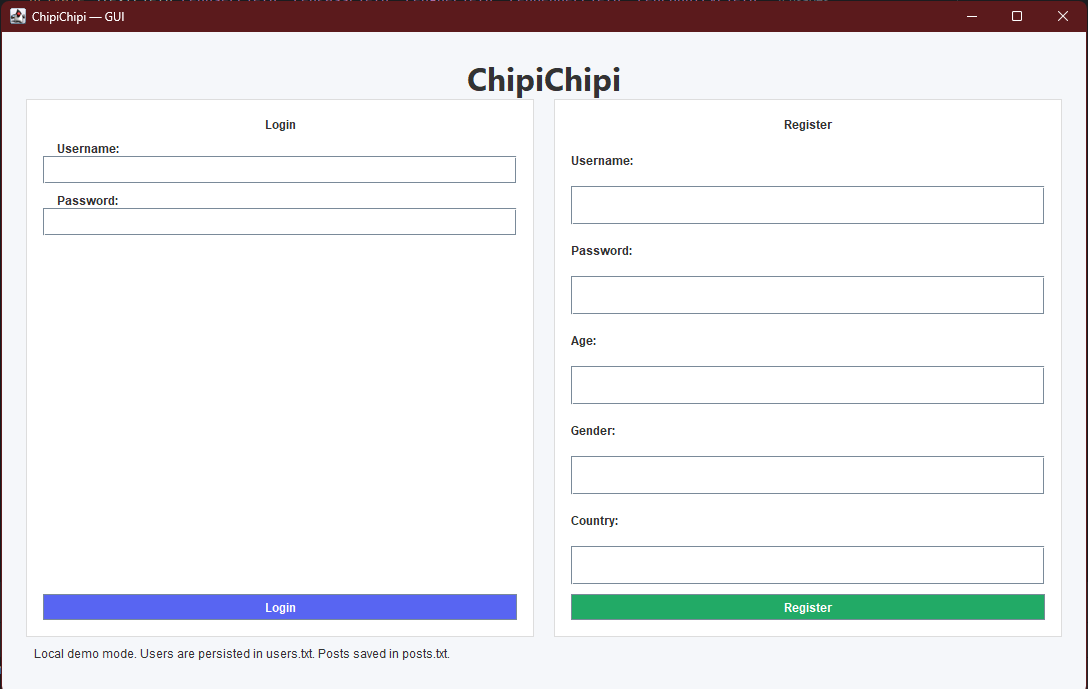 ChipiChipi — GUI
ChipiChipi
Login
Username:
Password:
Login
Register
Username:
Password:
Age:
Gender:
Country:
Register
Local demo mode. Users are persisted in users.txt. Posts saved in posts.txt.